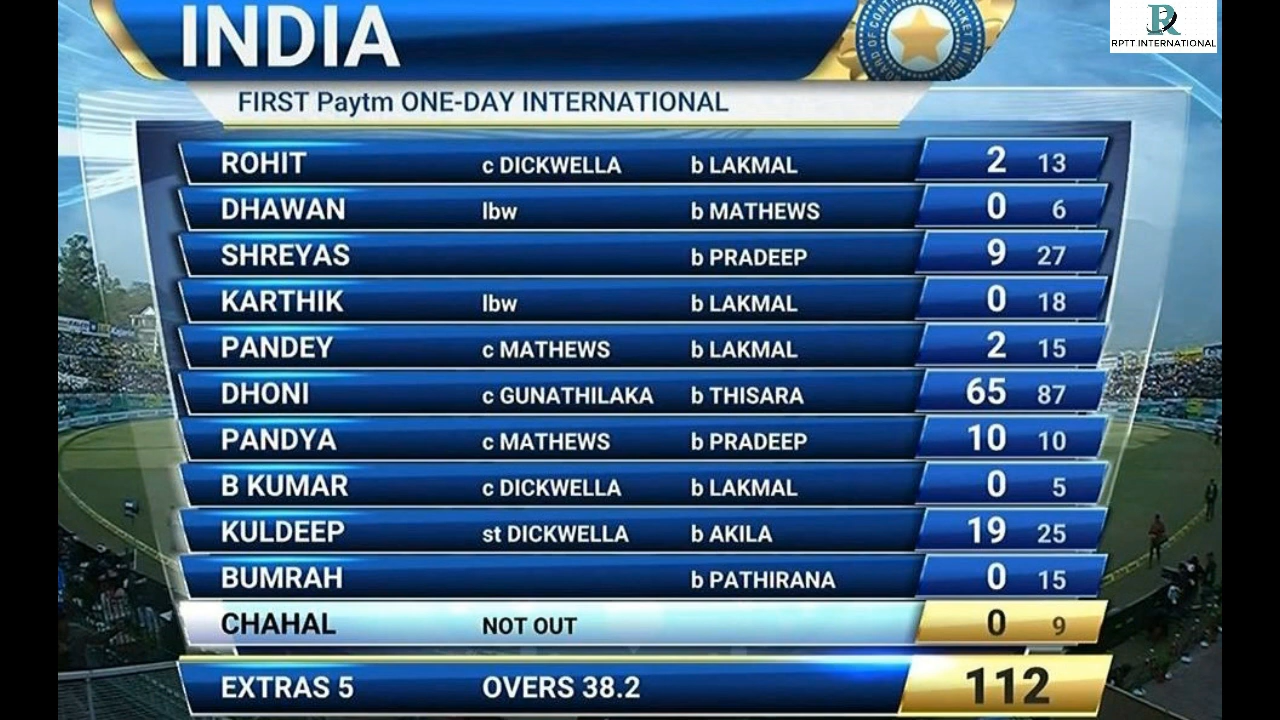 INDIA
RPTT INTERNATIONAL
FIRST Paytm ONE-DAY INTERNATIONAL
ROHIT c DICKWELLA b LAKMAL 2 13
DHAWAN lbw b MATHEWS 0 6
SHREYAS b PRADEEP 9 27
KARTHIK lbw b LAKMAL 0 18
PANDEY c MATHEWS b LAKMAL 2 15
DHONI c GUNATHILAKA b THISARA 65 87
PANDYA c MATHEWS b PRADEEP 10 10
B KUMAR c DICKWELLA b LAKMAL 0 5
KULDEEP st DICKWELLA b AKILA 19 25
BUMRAH b PATHIRANA 0 15
CHAHAL NOT OUT 0 9
EXTRAS 5 OVERS 38.2 112